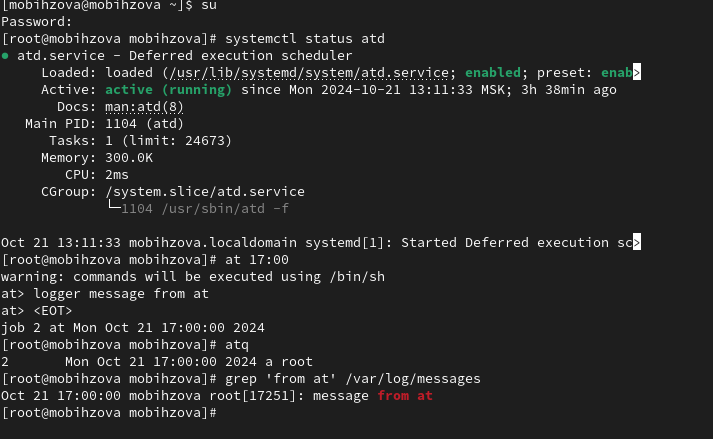 [mobihzova@mobihzova ~]$ su
Password:
[root@mobihzova mobihzova]# systemctl status atd
● atd.service - Deferred execution scheduler
     Loaded: loaded (/usr/lib/systemd/system/atd.service; enabled; preset: enab>
     Active: active (running) since Mon 2024-10-21 13:11:33 MSK; 3h 38min ago
       Docs: man:atd(8)
   Main PID: 1104 (atd)
      Tasks: 1 (limit: 24673)
     Memory: 300.0K
        CPU: 2ms
     CGroup: /system.slice/atd.service
             └─1104 /usr/sbin/atd -f

Oct 21 13:11:33 mobihzova.localdomain systemd[1]: Started Deferred execution sc>
[root@mobihzova mobihzova]# at 17:00
warning: commands will be executed using /bin/sh
at> logger message from at
at> <EOT>
job 2 at Mon Oct 21 17:00:00 2024
[root@mobihzova mobihzova]# atq
2       Mon Oct 21 17:00:00 2024 a root
[root@mobihzova mobihzova]# grep 'from at' /var/log/messages
Oct 21 17:00:00 mobihzova root[17251]: message from at
[root@mobihzova mobihzova]#